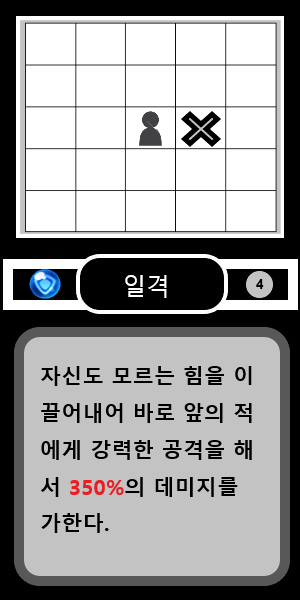 일격
4
자신도 모르는 힘을 이
끌어내어 바로 앞의 적
에게 강력한 공격을 해
서 350%의 데미지를
가한다.